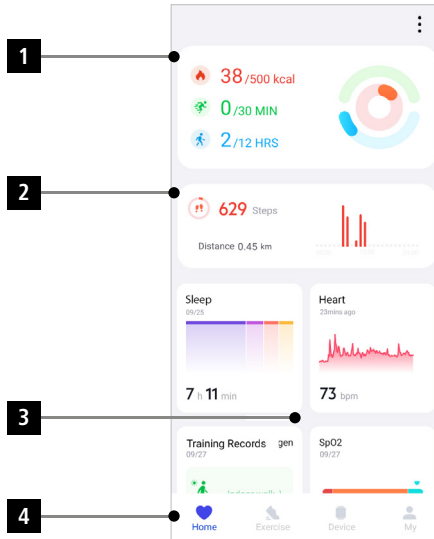 1
38/500 kcal
0/30 MIN
2/12 HRS
2
629 Steps
Distance 0.45 km
Sleep
09/25
7 h 11 min
Heart
23mins ago
73 bpm
3
Training Records gen
09/27
SpO2
09/27
4
Home
Exercise
Device
My